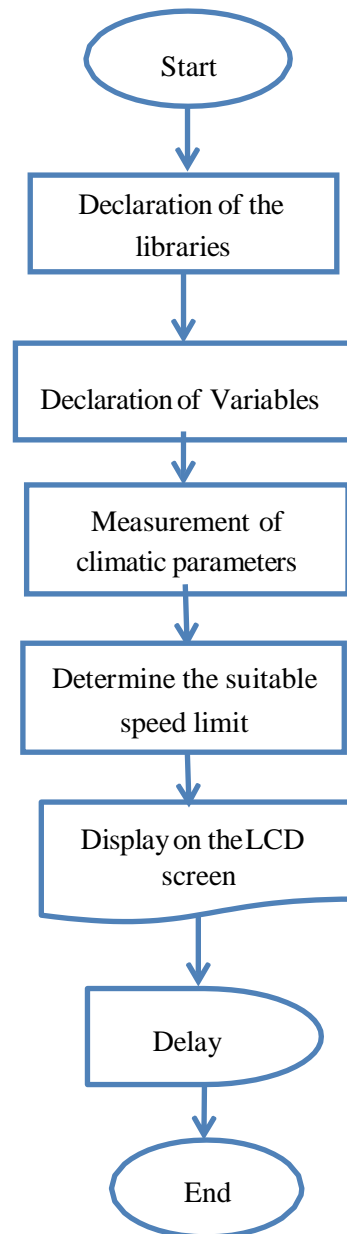 Start
Declaration of the
libraries
Declaration of Variables
Measurement of
climatic parameters
Determine the suitable
speed limit
Display on the LCD
screen
Delay
End